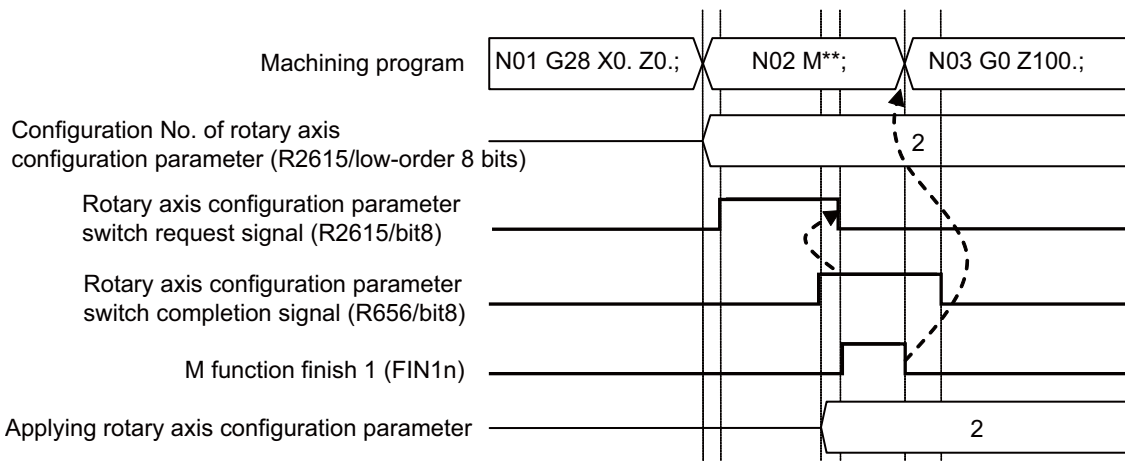 Machining program
N01 G28 X0. Z0.;
N02 M**;
N03 G0 Z100.;
Configuration No. of rotary axis
configuration parameter (R2615/low-order 8 bits)
2
Rotary axis configuration parameter
switch request signal (R2615/bit8)
Rotary axis configuration parameter
switch completion signal (R656/bit8)
M function finish 1 (FIN1n)
Applying rotary axis configuration parameter
2